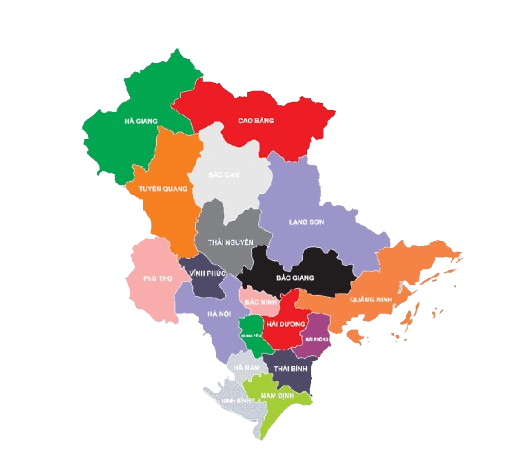 HÀ GIANG
CAO BẰNG
BẮC CẠN
TUYÊN QUANG
LẠNG SƠN
THÁI NGUYÊN
VĨNH PHÚC
PHÚ THỌ
BẮC GIANG
QUẢNG NINH
BẮC NINH
HÀ NỘI
HẢI DƯƠNG
HẢI PHÒNG
HÀ NAM
THÁI BÌNH
NAM ĐỊNH
NINH BÌNH